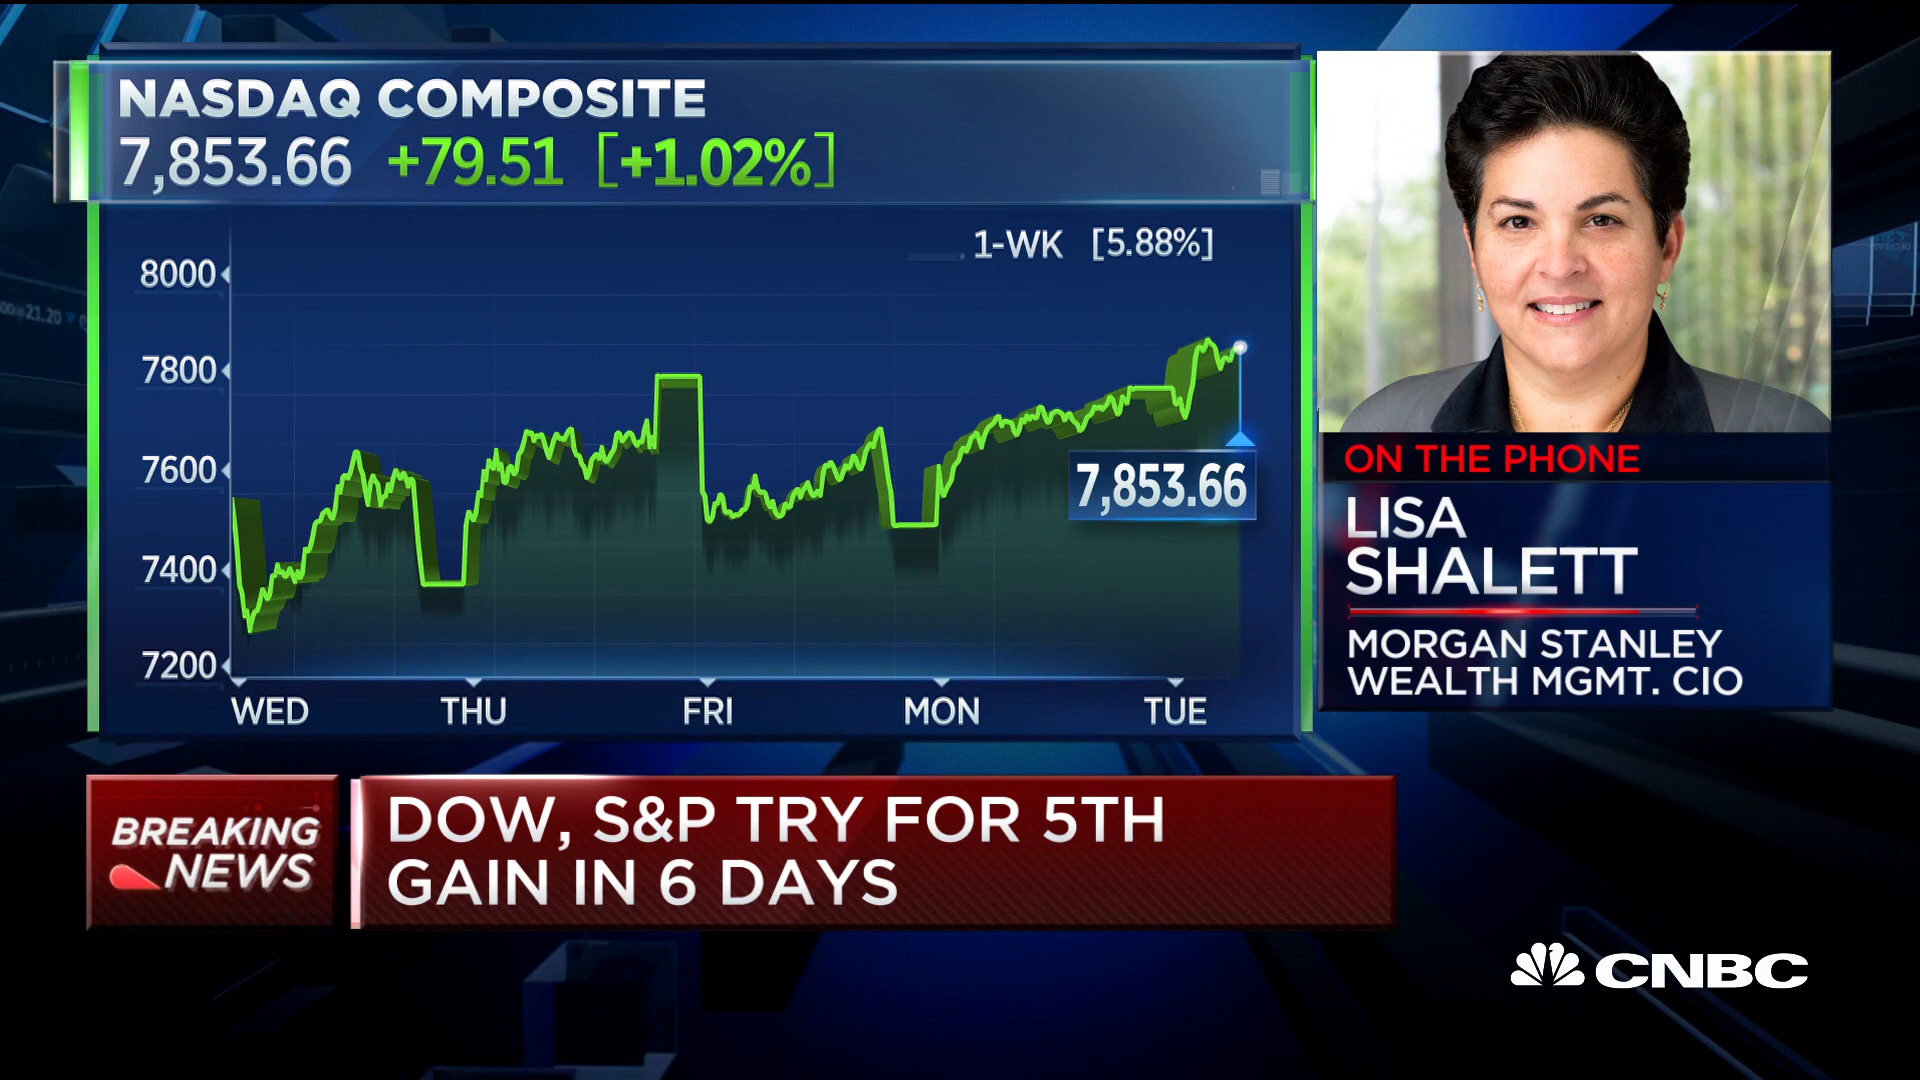 NASDAQ COMPOSITE
7,853.66 +79.51 [+1.02%]
1-WK [5.88%]
8000
7800
7600
7400
7200
7,853.66
WED THU FRI MON TUE
ON THE PHONE
LISA
SHALETT
MORGAN STANLEY
WEALTH MGMT. CIO
BREAKING
NEWS
DOW, S&P TRY FOR 5TH
GAIN IN 6 DAYS
CNBC
21.20